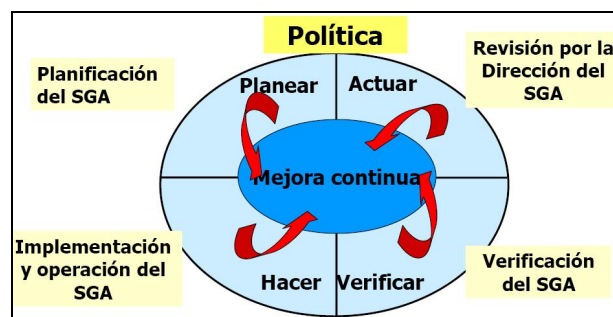 Política
Planificación
del SGA
Planear
Actuar
Revisión por la
Dirección del
SGA
Mejora continua
Implementación
y operación del
SGA
Hacer
Verificar
Verificación
del SGA